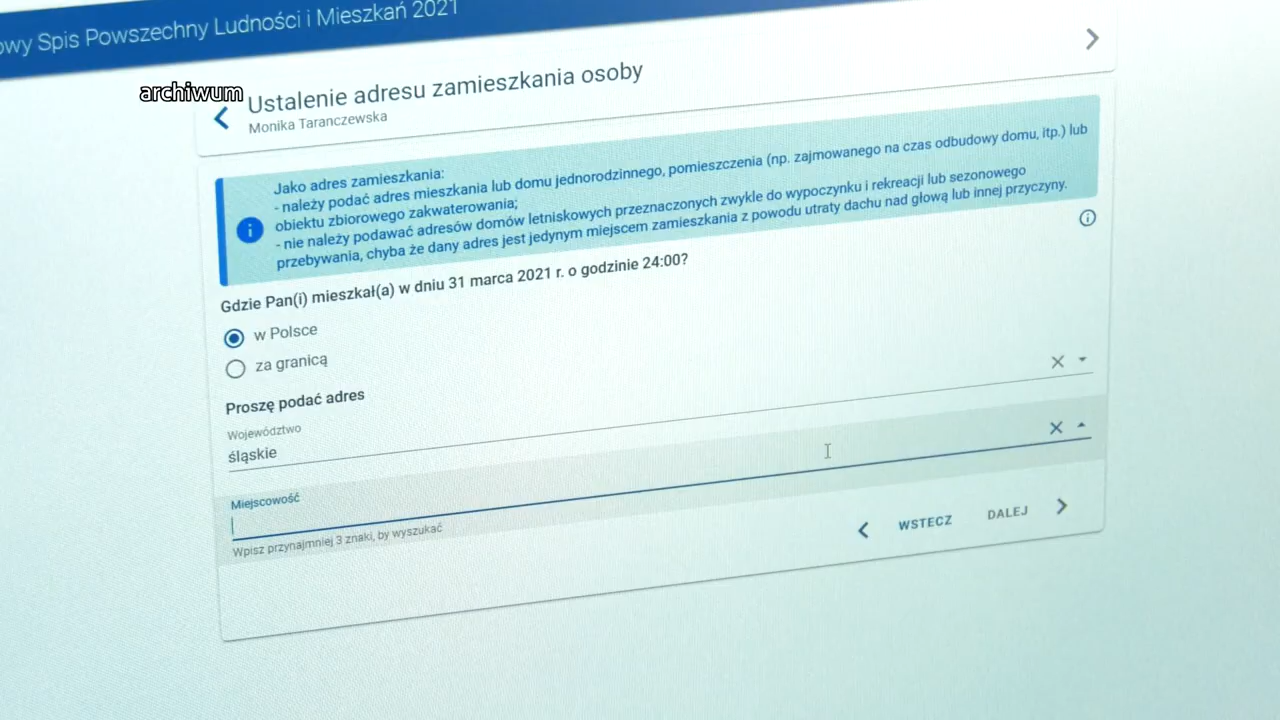 owy Spis Powszechny Ludności i Mieszkań 2021
archiwum
Ustalenie adresu zamieszkania osoby
Monika Taranczewska
Jako adres zamieszkania:
- należy podać adres mieszkania lub domu jednorodzinnego, pomieszczenia (np. zajmowanego na czas odbudowy domu, itp.) lub
obiektu zbiorowego zakwaterowania;
- nie należy podawać adresów domów letniskowych przeznaczonych zwykle do wypoczynku i rekreacji lub sezonowego
przebywania, chyba że dany adres jest jedynym miejscem zamieszkania z powodu utraty dachu nad głową lub innej przyczyny.
Gdzie Pan(i) mieszkał(a) w dniu 31 marca 2021 r. o godzinie 24:00?
w Polsce
za granicą
Proszę podać adres
Województwo
śląskie
Miejscowość
Wpisz przynajmniej 3 znaki, by wyszukać
WSTECZ
DALEJ